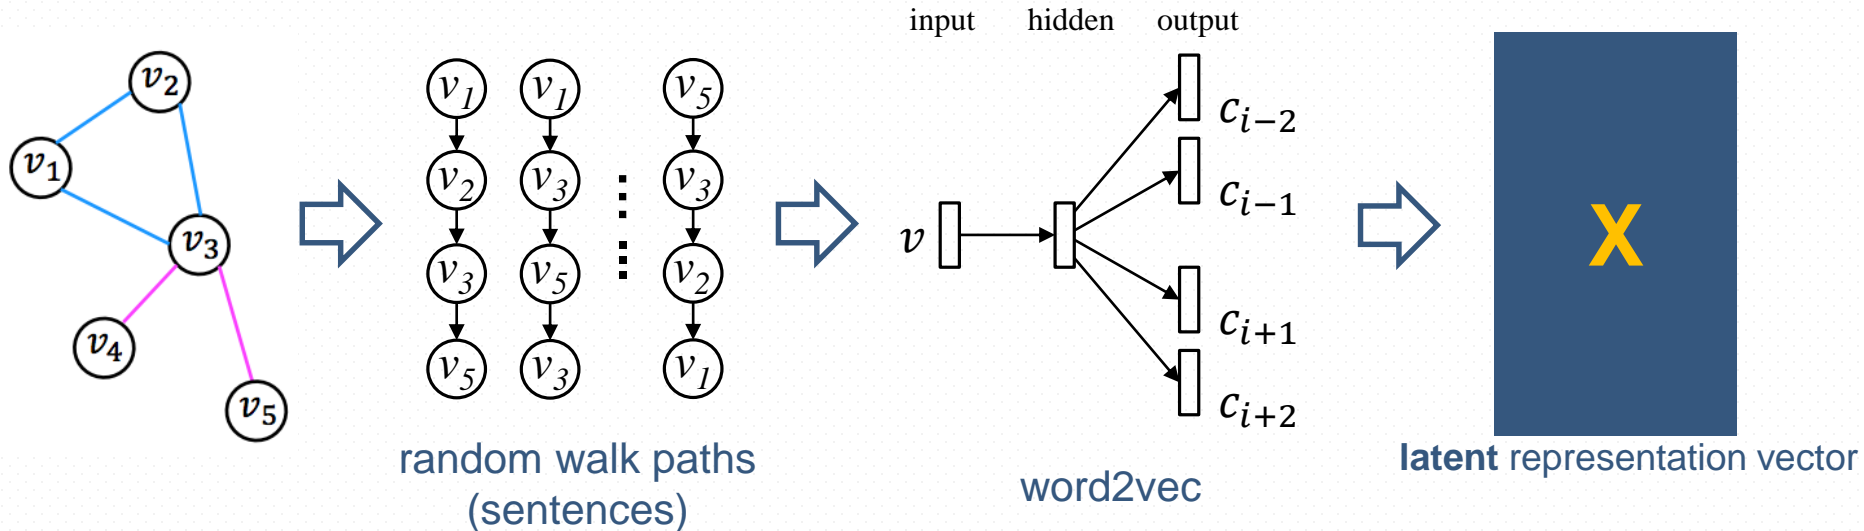 input hidden output
v₂
v₁
v₃
v₄
v₅
v₁ v₁ v₅
v₂ v₃ v₃
v₃ v₅ v₂
v₅ v₃ v₁
random walk paths
(sentences)
v
cᵢ₋₂
cᵢ₋₁
cᵢ₊₁
cᵢ₊₂
word2vec
X
latent representation vector